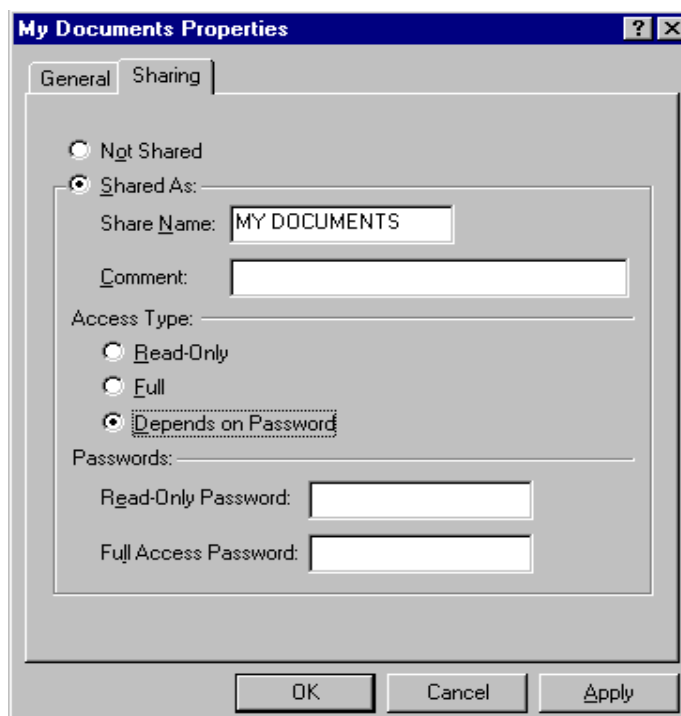 My Documents Properties
General Sharing
Not Shared
Shared As:
Share Name: MY DOCUMENTS
Comment:
Access Type:
Read-Only
Full
Depends on Password
Passwords:
Read-Only Password:
Full Access Password:
OK Cancel Apply